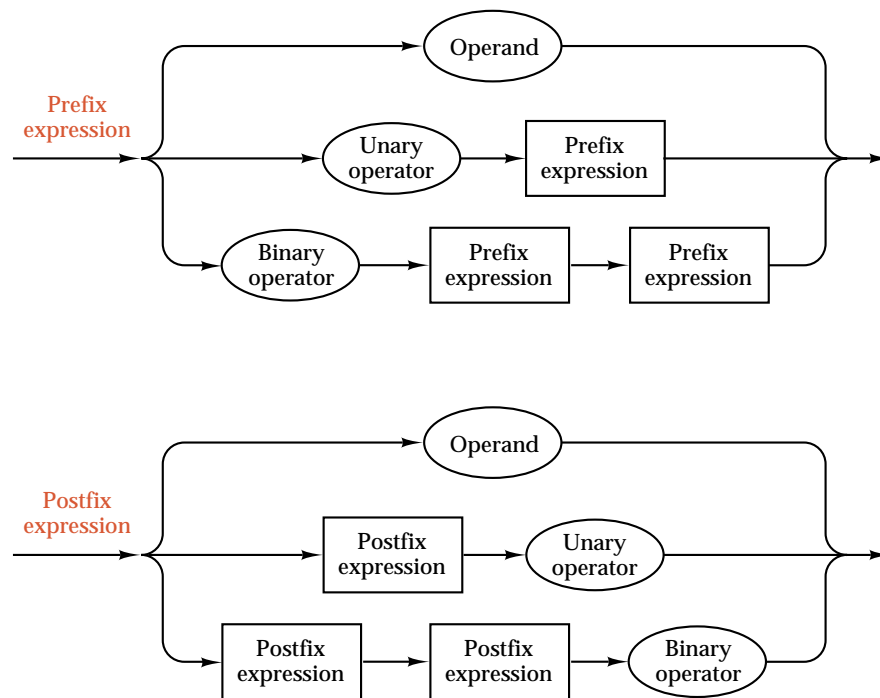 Operand
Prefix
expression
Unary
operator
Prefix
expression
Binary
operator
Prefix
expression
Prefix
expression
Operand
Postfix
expression
Postfix
expression
Unary
operator
Postfix
expression
Postfix
expression
Binary
operator